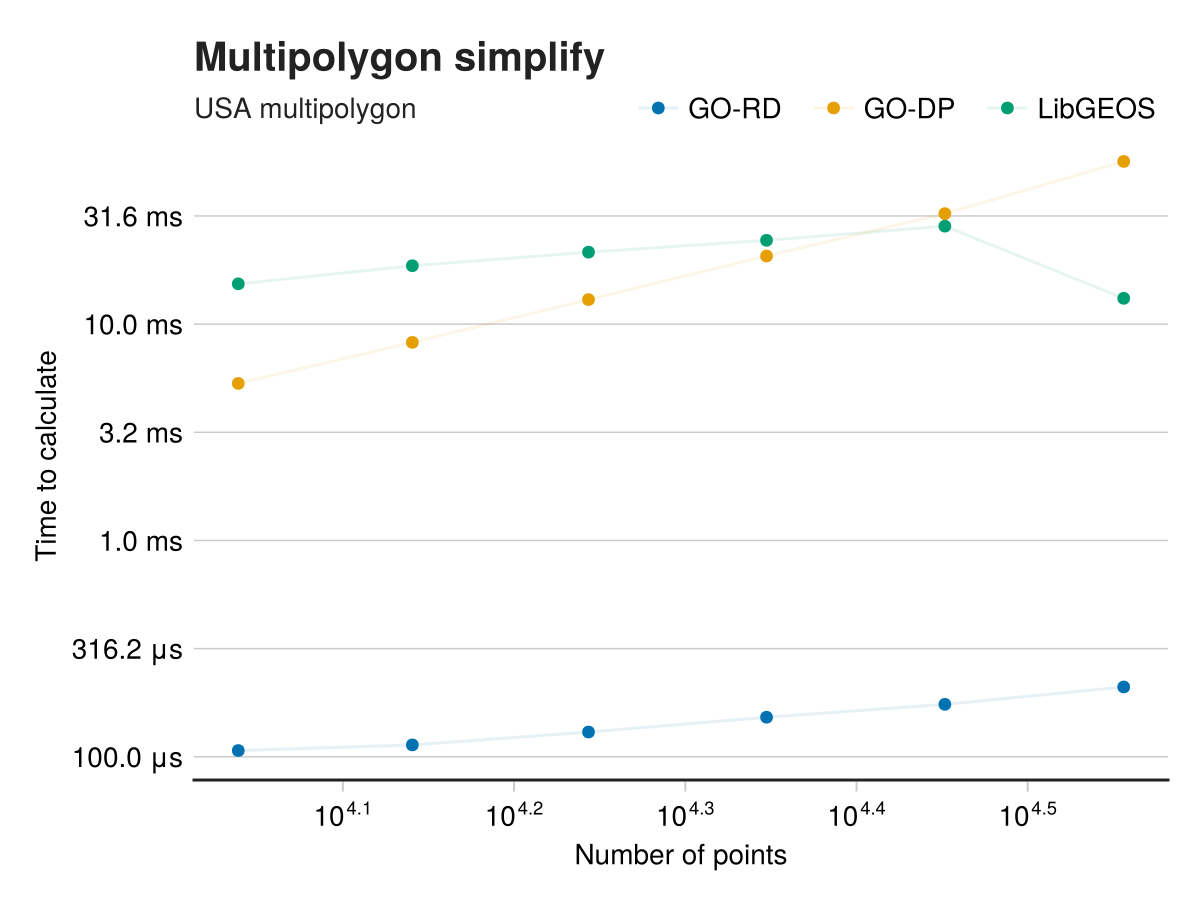 Multipolygon simplify
USA multipolygon
GO-RD
GO-DP
LibGEOS
Time to calculate
31.6 ms
10.0 ms
3.2 ms
1.0 ms
316.2 μs
100.0 μs
10^4.1
10^4.2
10^4.3
10^4.4
10^4.5
Number of points